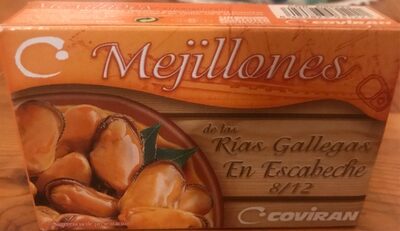 Mejillones
de las
Rías Gallegas
En Escabeche
8/12
COVIRAN